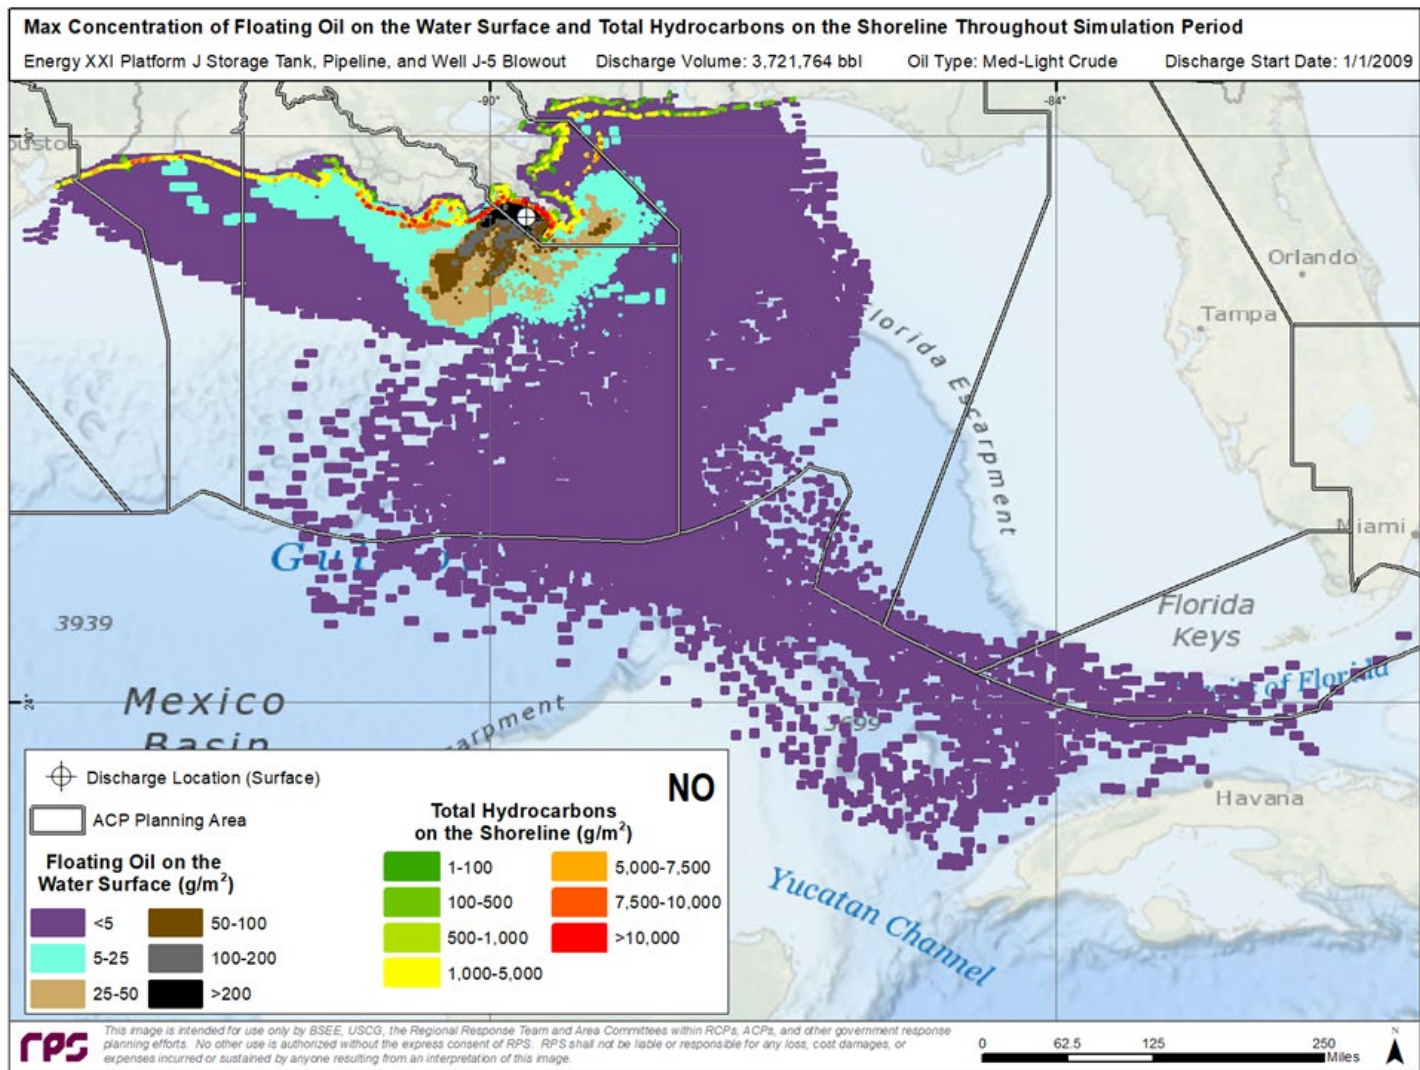 Max Concentration of Floating Oil on the Water Surface and Total Hydrocarbons on the Shoreline Throughout Simulation Period
Energy XXI Platform J Storage Tank, Pipeline, and Well J-5 Blowout Discharge Volume: 3,721,764 bbl Oil Type: Med-Light Crude Discharge Start Date: 1/1/2009
-90°
-84°
Orlando
Tampa
Florida Escarpment
Miami
Florida
Keys
of Florida
3939
Mexico
Basin
3699
Havana
Yucatan Channel
24°
Discharge Location (Surface)
ACP Planning Area
NO
Floating Oil on the
Water Surface (g/m²)
<5
5-25
25-50
50-100
100-200
>200
Total Hydrocarbons
on the Shoreline (g/m²)
1-100
100-500
500-1,000
1,000-5,000
5,000-7,500
7,500-10,000
>10,000
rps
This image is intended for use only by BSEE, USCG, the Regional Response Team and Area Committees within RCPs, ACPs, and other government response
planning efforts. No other use is authorized without the express consent of RPS. RPS shall not be liable or responsible for any loss, cost damages, or
expenses incurred or sustained by anyone resulting from an interpretation of this image.
0 62.5 125 250
Miles
N